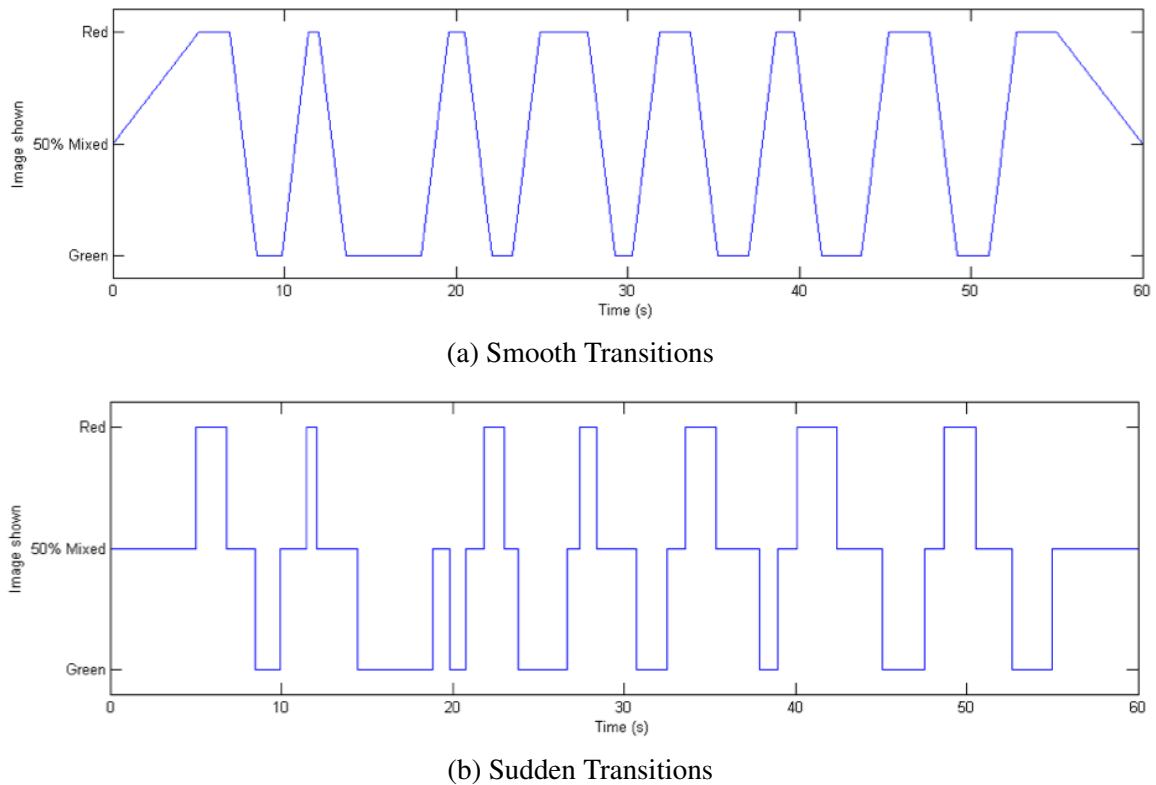 Red
50% Mixed
Green
Image shown
0 10 20 30 40 50 60
Time (s)
(a) Smooth Transitions
Red
50% Mixed
Green
Image shown
0 10 20 30 40 50 60
Time (s)
(b) Sudden Transitions